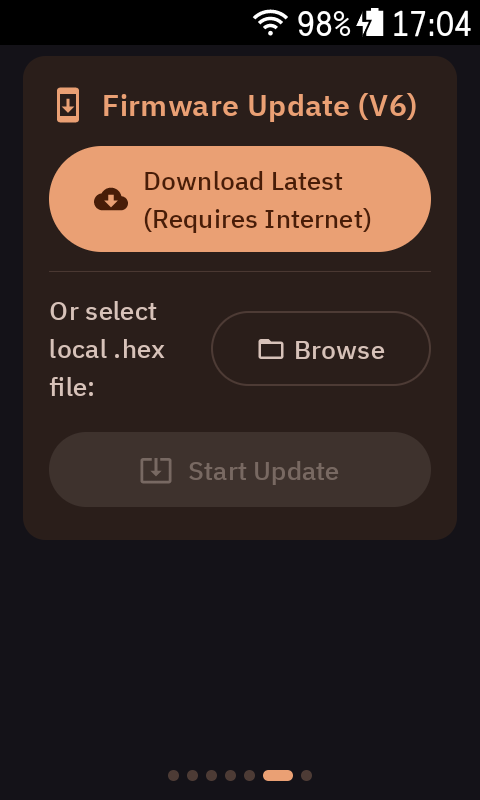 98% 17:04
Firmware Update (V6)
Download Latest
(Requires Internet)
Or select
local .hex
file:
Browse
Start Update